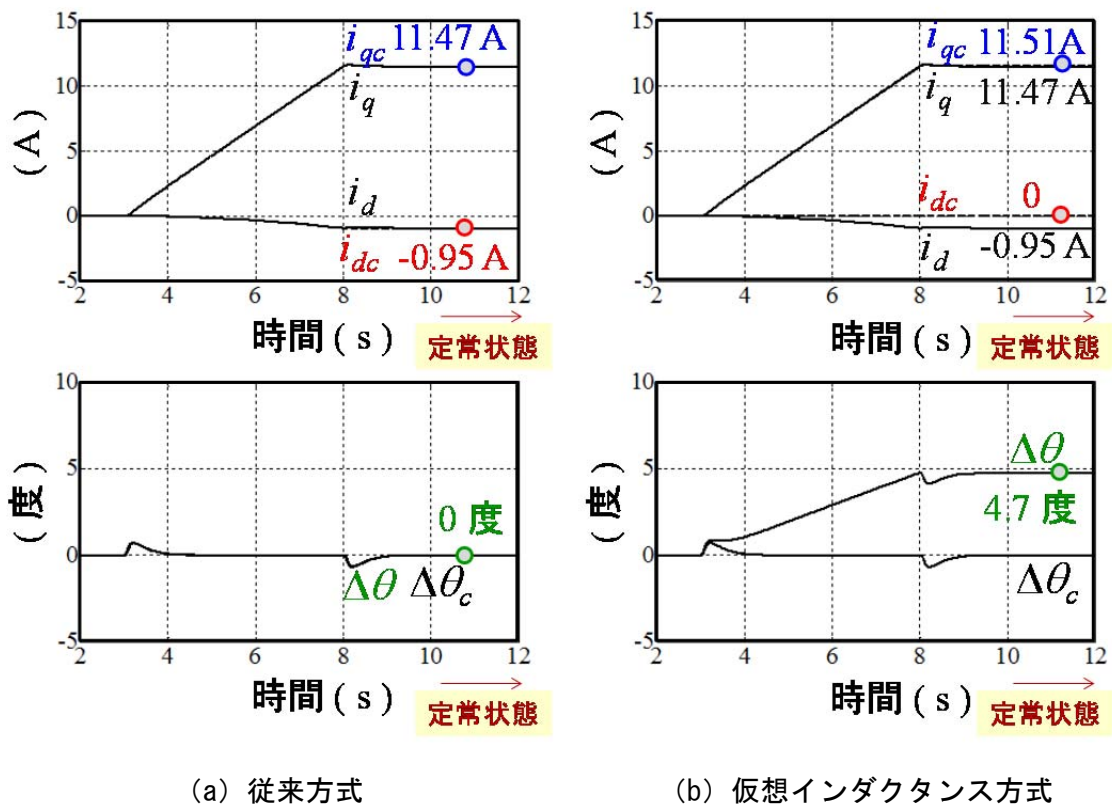 15
10
5
0
-5
( A )
i_qc 11.47 A
i_q
i_d
i_dc -0.95 A
2 4 6 8 10 12
時間 ( s )
定常状態
15
10
5
0
-5
( A )
i_qc 11.51A
i_q 11.47 A
i_dc 0
i_d -0.95 A
2 4 6 8 10 12
時間 ( s )
定常状態
10
5
0
-5
( 度 )
0 度
Δθ Δθ_c
2 4 6 8 10 12
時間 ( s )
定常状態
10
5
0
-5
( 度 )
Δθ
4.7 度
Δθ_c
2 4 6 8 10 12
時間 ( s )
定常状態
(a) 従来方式
(b) 仮想インダクタンス方式